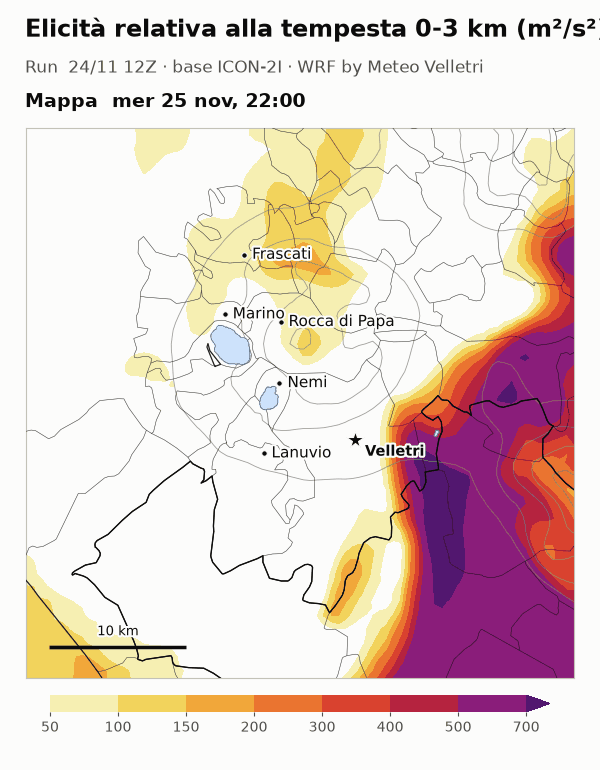 Elicità relativa alla tempesta 0-3 km (m²/s²)
Run  24/11 12Z · base ICON-2I · WRF by Meteo Velletri
Mappa  mer 25 nov, 22:00
Frascati
Marino
Rocca di Papa
Nemi
Velletri
Lanuvio
10 km
50 100 150 200 300 400 500 700